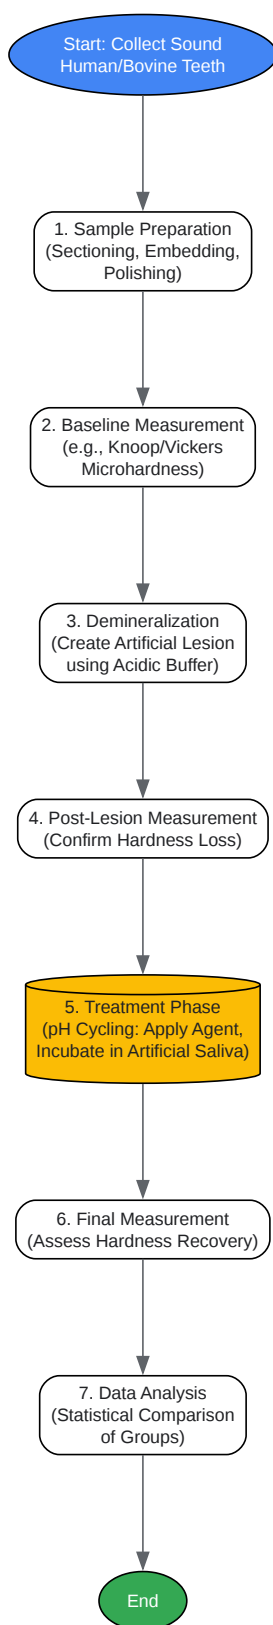 Start: Collect Sound
Human/Bovine Teeth
1. Sample Preparation
(Sectioning, Embedding,
Polishing)
2. Baseline Measurement
(e.g., Knoop/Vickers
Microhardness)
3. Demineralization
(Create Artificial Lesion
using Acidic Buffer)
4. Post-Lesion Measurement
(Confirm Hardness Loss)
5. Treatment Phase
(pH Cycling: Apply Agent,
Incubate in Artificial Saliva)
6. Final Measurement
(Assess Hardness Recovery)
7. Data Analysis
(Statistical Comparison
of Groups)
End